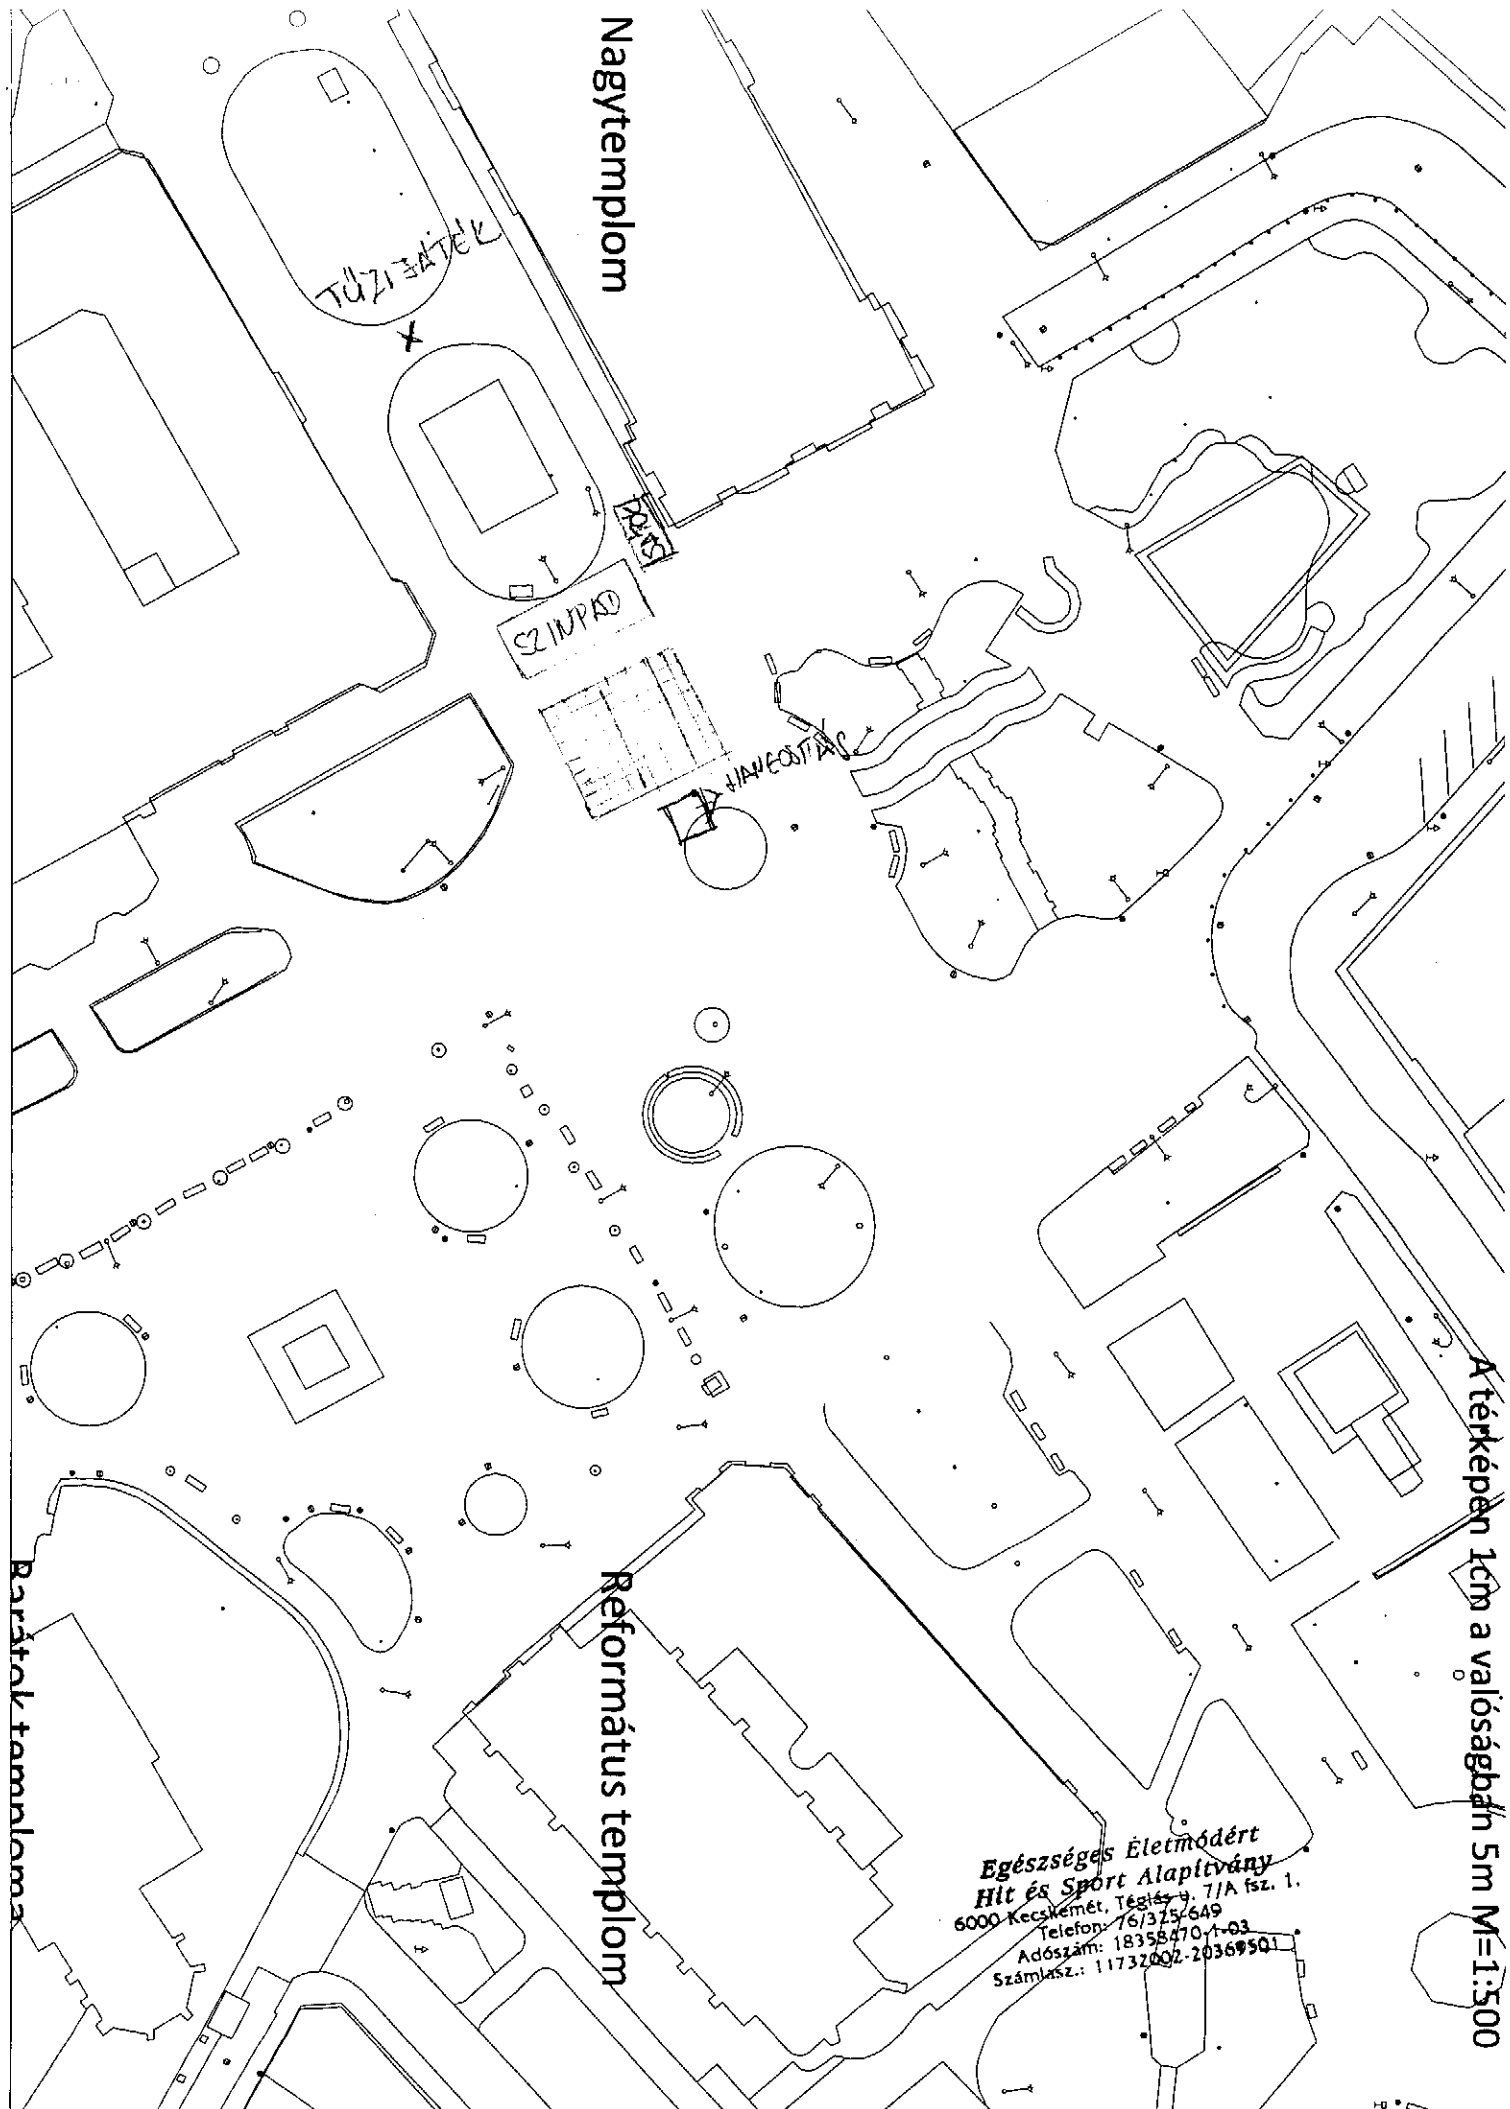 Nagytemplom
TŰZIJÁTÉK
X
SZINPAD
HANGOSÍTÁS
Református templom
Barátok temploma
A térképen 1cm a valóságban 5m M=1:500
Egészséges Életmódért
Hit és Sport Alapítvány
6000 Kecskemét, Téglás u. 7/A fsz. 1.
Telefon: 76/325-649
Adószám: 18358470-1-03
Számlasz.: 11732002-20369501